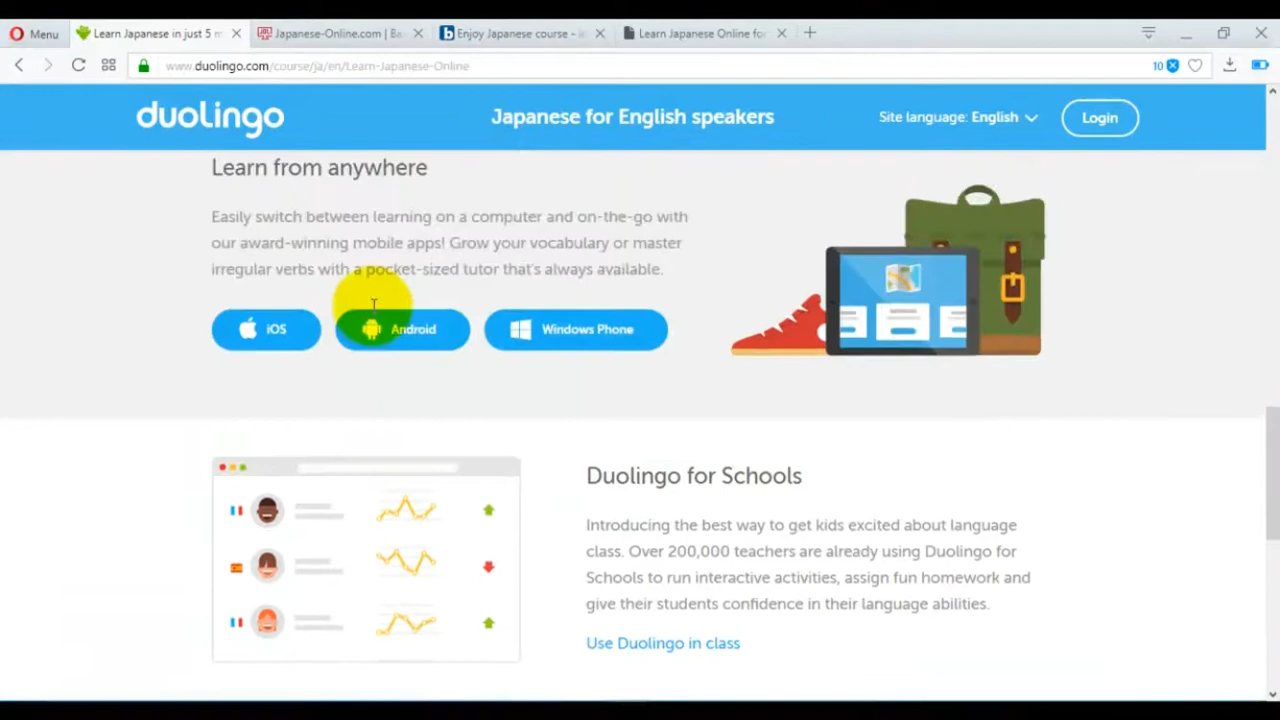 Menu
Learn Japanese in just 5 m
Japanese-Online.com | Ba
Enjoy Japanese course - i
Learn Japanese Online fo
www.duolingo.com/course/ja/en/Learn-Japanese-Online
10
duolingo
Japanese for English speakers
Site language: English
Login
Learn from anywhere
Easily switch between learning on a computer and on-the-go with
our award-winning mobile apps! Grow your vocabulary or master
irregular verbs with a pocket-sized tutor that's always available.
iOS
Android
Windows Phone
Duolingo for Schools
Introducing the best way to get kids excited about language
class. Over 200,000 teachers are already using Duolingo for
Schools to run interactive activities, assign fun homework and
give their students confidence in their language abilities.
Use Duolingo in class